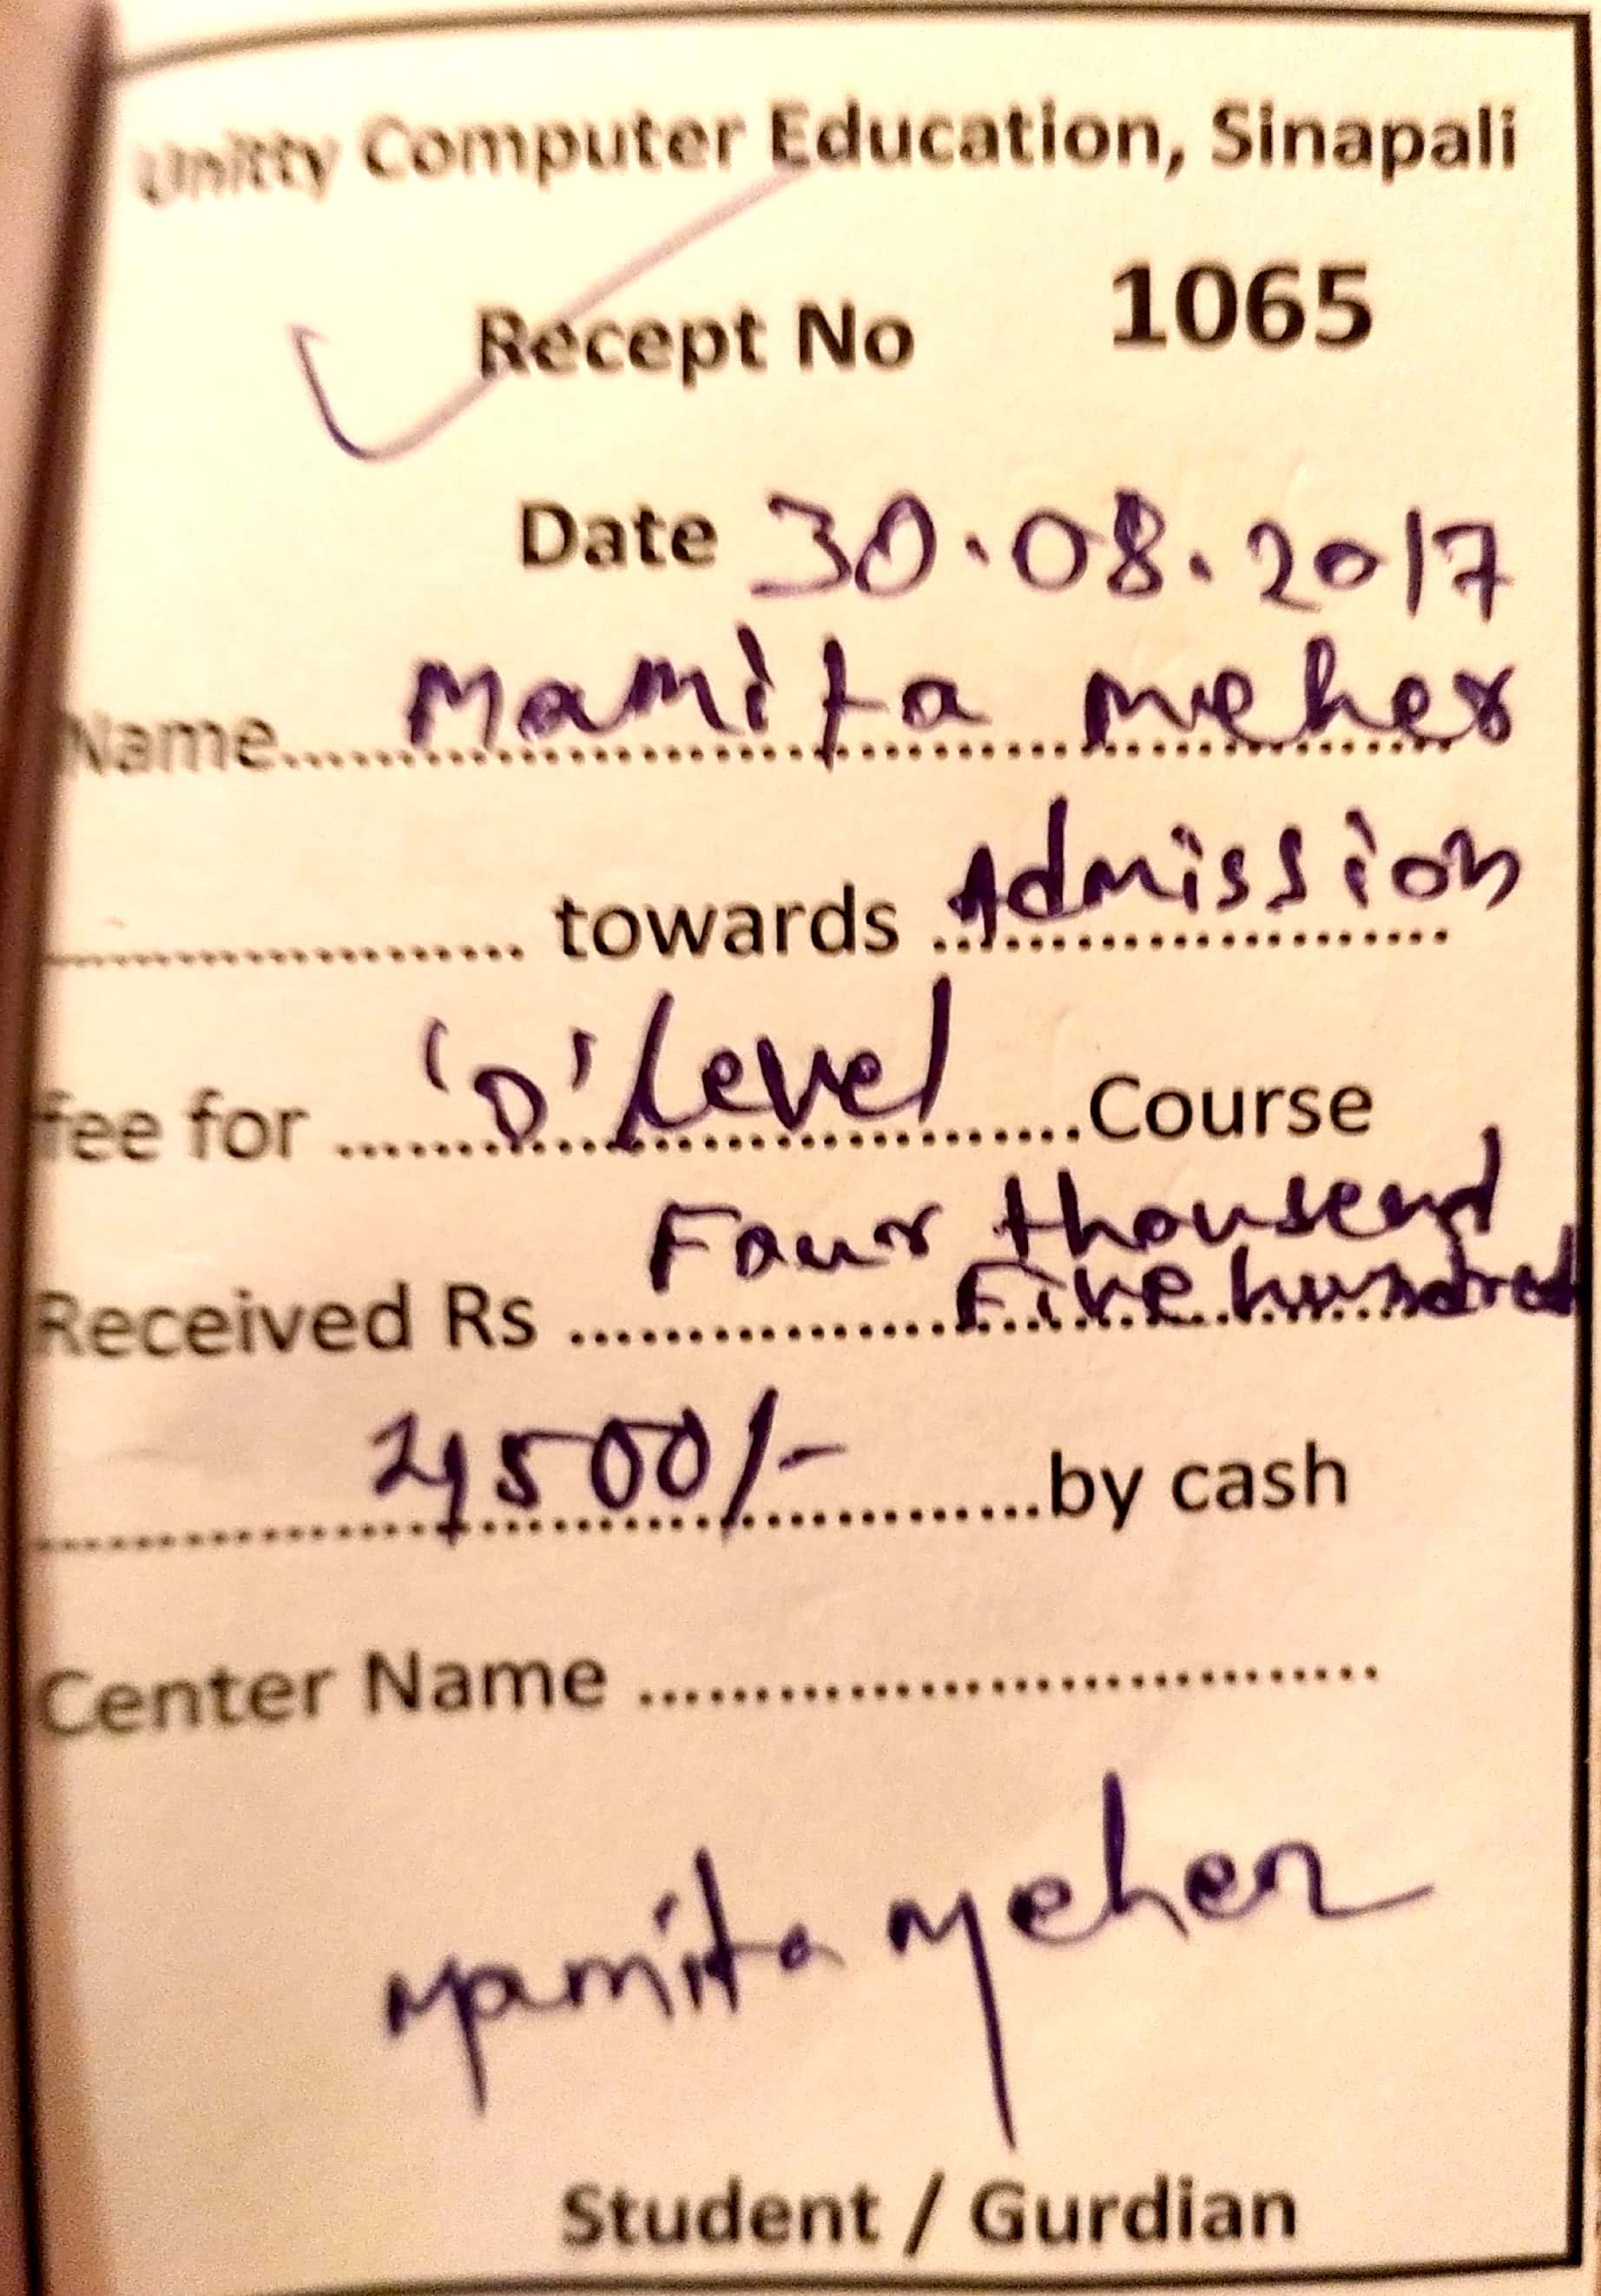 Unitty Computer Education, Sinapali
Recept No 1065
Date 30.08.2017
Name.......Mamita Meher
.................... towards Admission
fee for ....'O' Level....Course
Four thousend
Received Rs ............Five hundred
4500/-............by cash
Center Name ................................
Mamita Meher
Student / Gurdian